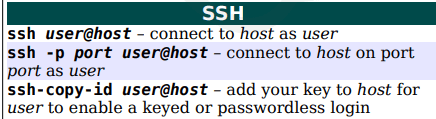 SSH
ssh user@host – connect to host as user
ssh -p port user@host – connect to host on port
port as user
ssh-copy-id user@host – add your key to host for
user to enable a keyed or passwordless login